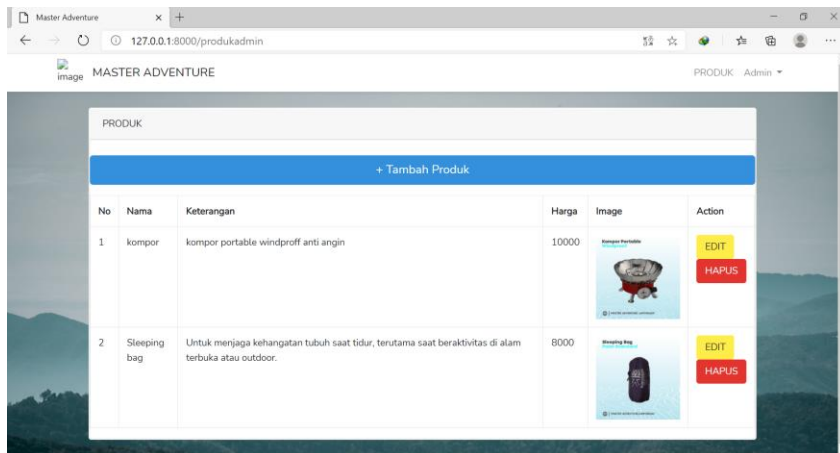 Master Adventure
127.0.0.1:8000/produkadmin
image MASTER ADVENTURE PRODUK Admin
PRODUK
+ Tambah Produk
No Nama Keterangan Harga Image Action
1 kompor kompor portable windproff anti angin 10000 Kompor Portable EDIT
HAPUS
2 Sleeping Untuk menjaga kehangatan tubuh saat tidur, terutama saat beraktivitas di alam 8000 Sleeping Bag EDIT
bag terbuka atau outdoor.
HAPUS